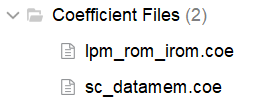 Coefficient Files (2)
lpm_rom_irom.coe
sc_datamem.coe